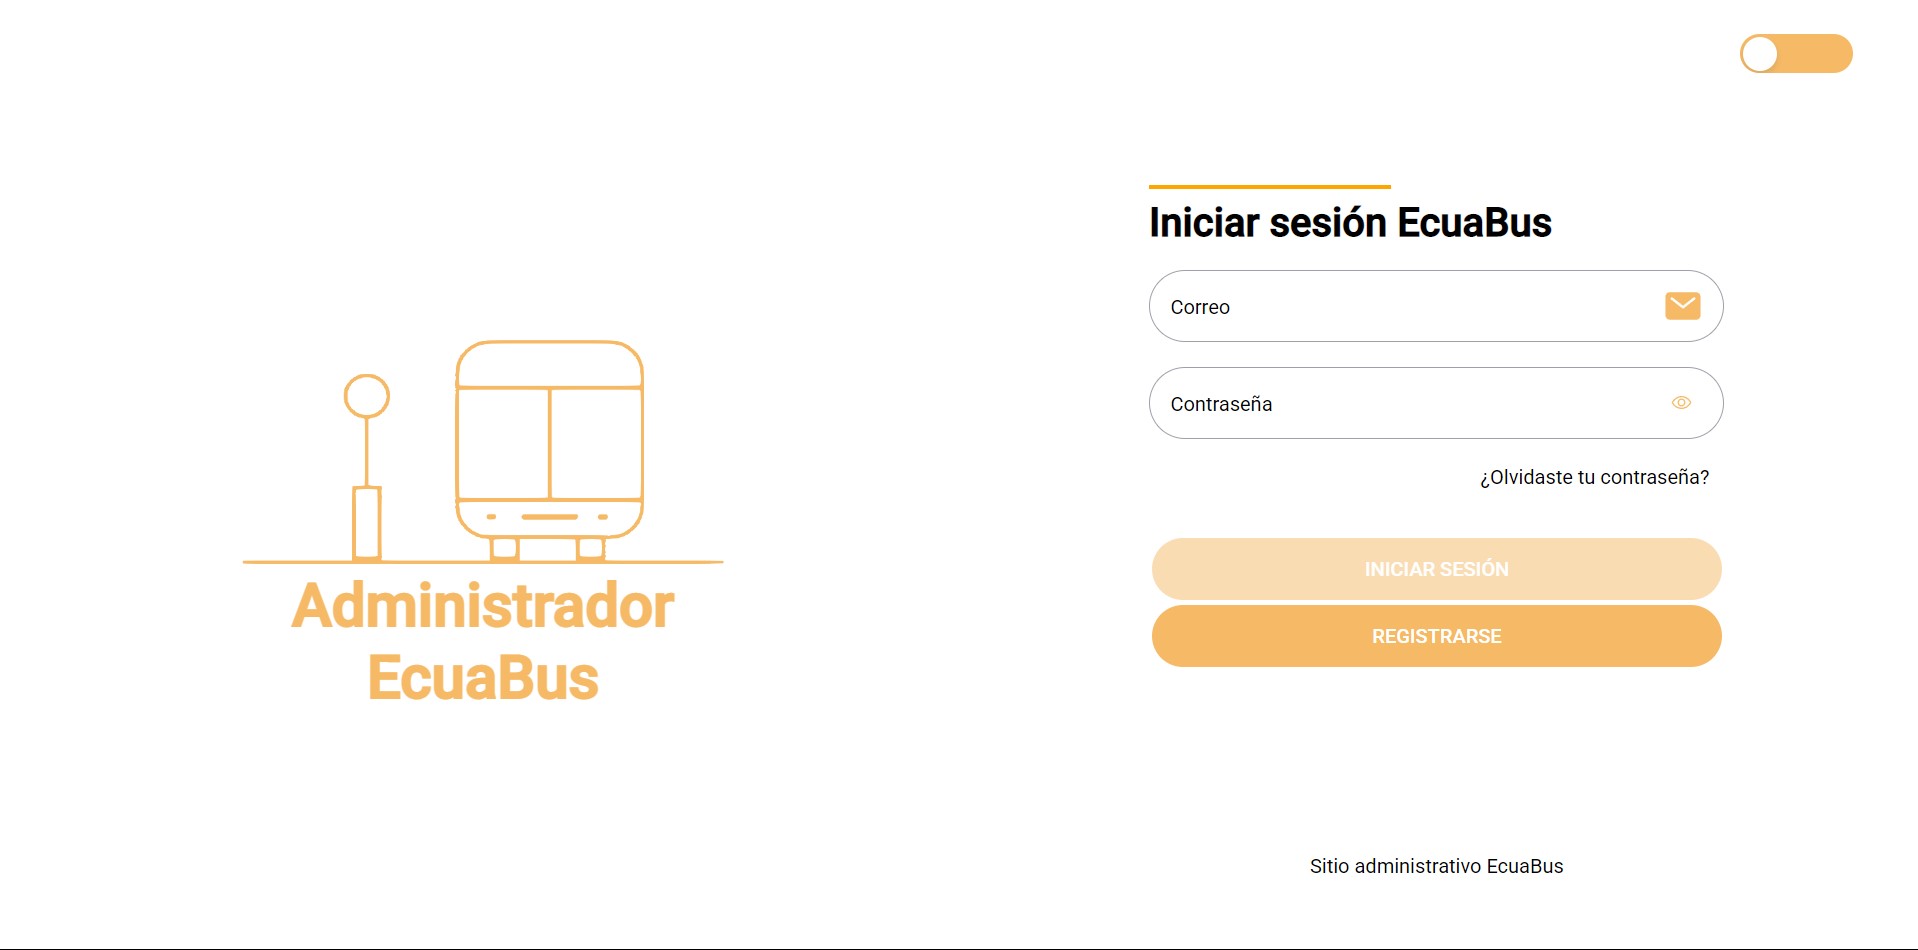 Administrador
EcuaBus
Iniciar sesión EcuaBus
Correo
Contraseña
¿Olvidaste tu contraseña?
INICIAR SESIÓN
REGISTRARSE
Sitio administrativo EcuaBus